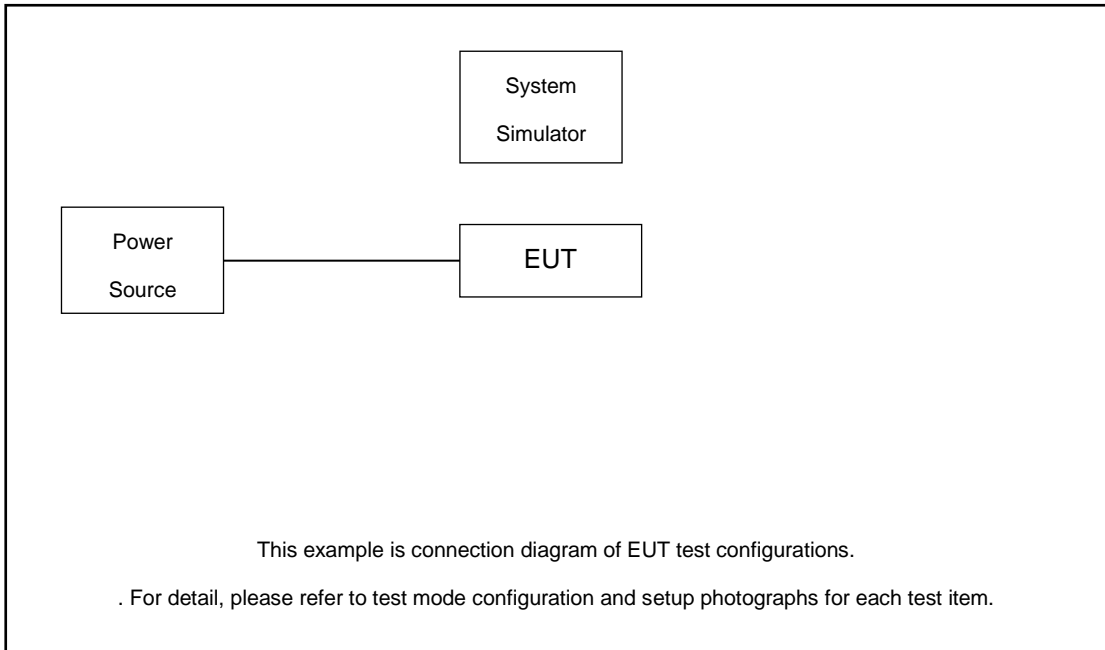 System
Simulator
Power
Source
EUT
This example is connection diagram of EUT test configurations.
. For detail, please refer to test mode configuration and setup photographs for each test item.